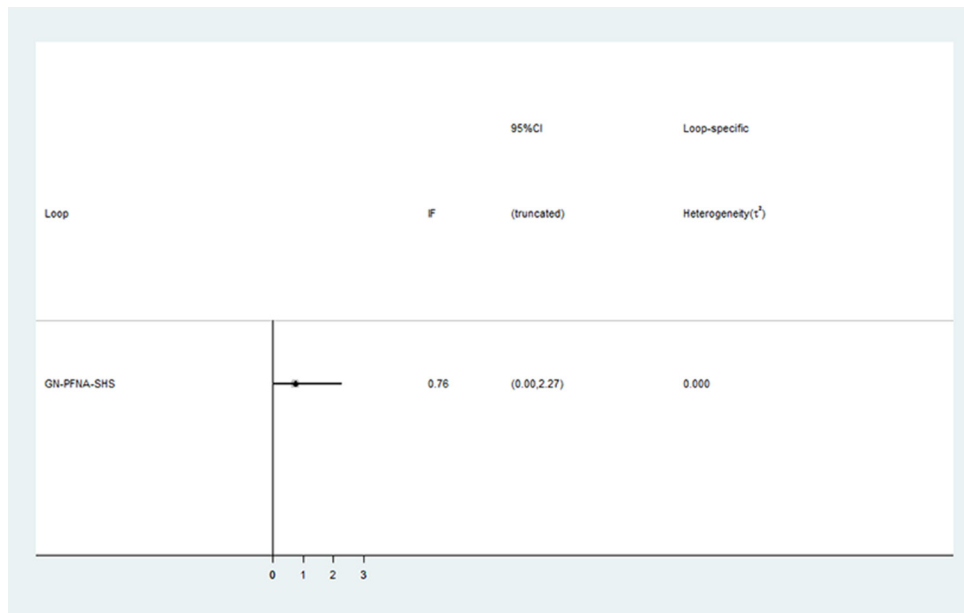 95%CI Loop-specific
Loop IF (truncated) Heterogeneity(τ²)
GN-PFNA-SHS 0.76 (0.00,2.27) 0.000
0 1 2 3